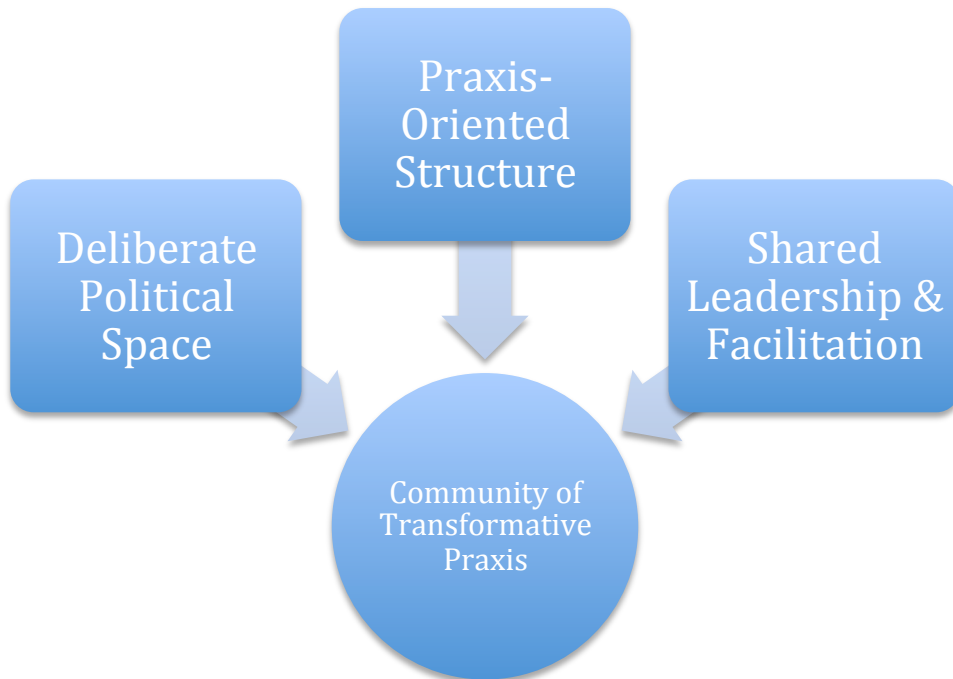 Praxis-
Oriented
Structure
Deliberate
Political
Space
Shared
Leadership &
Facilitation
Community of
Transformative
Praxis